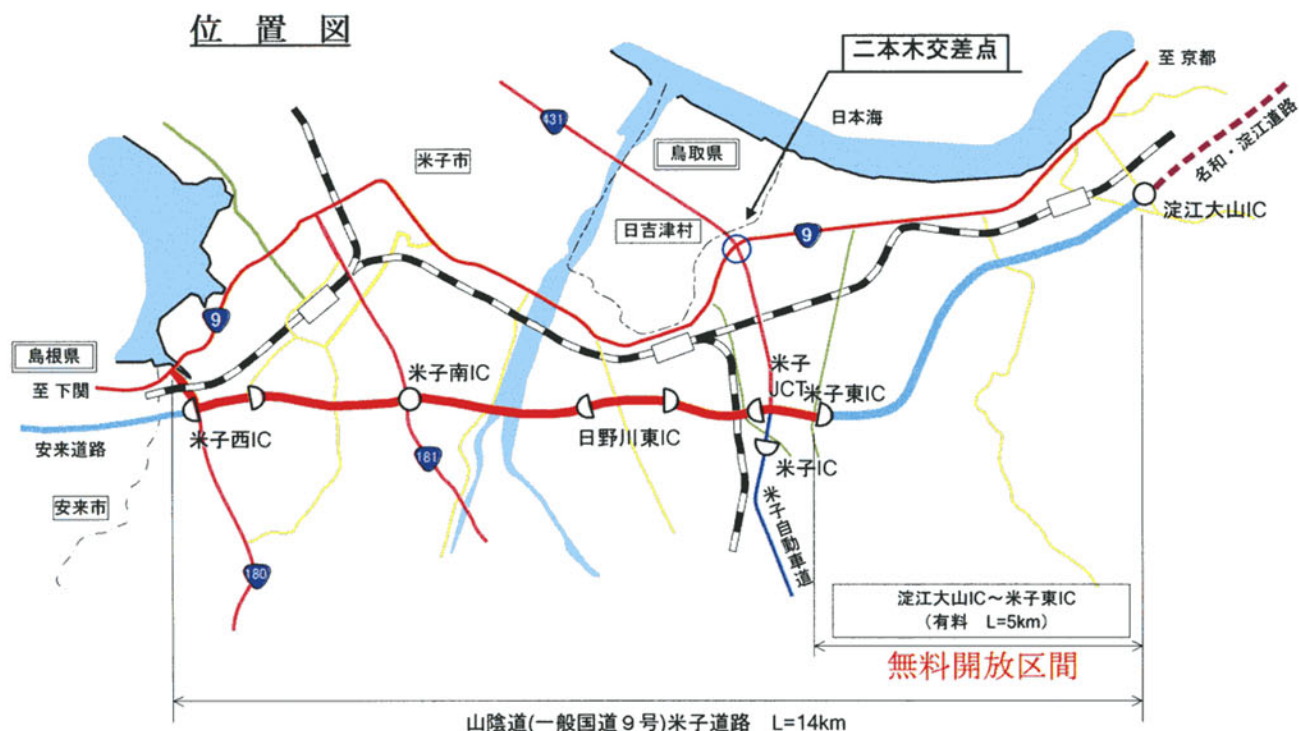 位置図
二本木交差点
至 京都
日本海
431
鳥取県
米子市
名和・淀江道路
淀江大山IC
日吉津村
9
9
島根県
至 下関
米子南IC
米子
JCT
米子東IC
米子西IC
日野川東IC
安来道路
181
米子IC
安来市
米子自動車道
180
淀江大山IC～米子東IC
(有料 L=5km)
無料開放区間
山陰道(一般国道９号)米子道路 L=14km